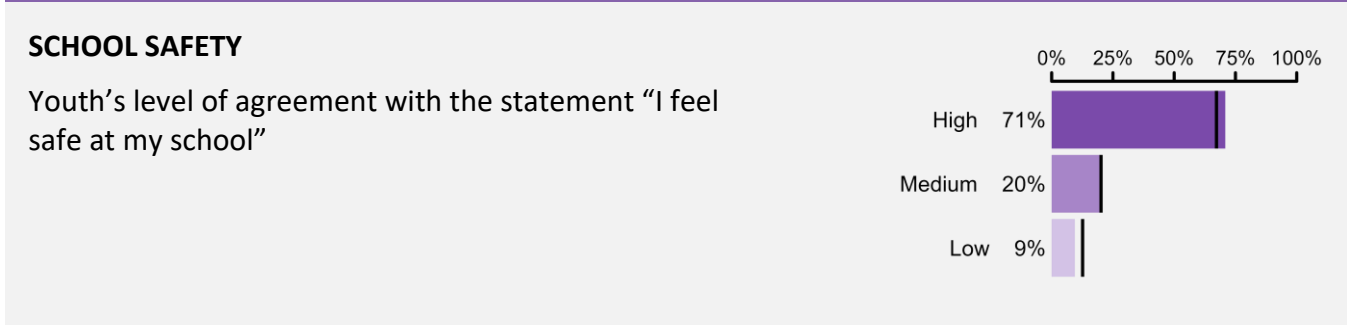 SCHOOL SAFETY
Youth’s level of agreement with the statement “I feel
safe at my school”
0% 25% 50% 75% 100%
High 71%
Medium 20%
Low 9%